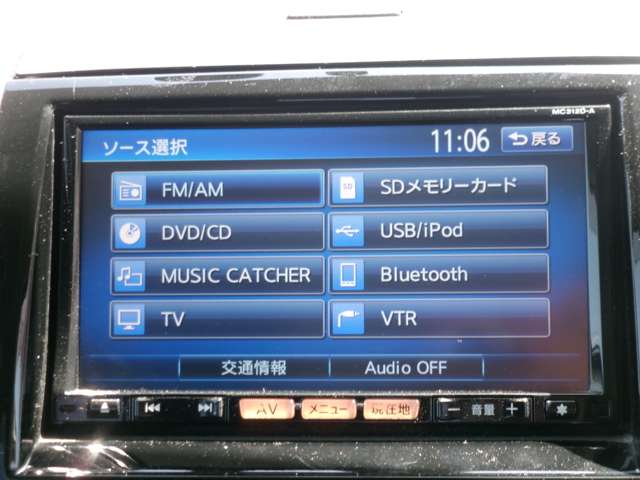 MC312D-A
ソース選択 11:06 戻る
FM/AM SDメモリーカード
DVD/CD USB/iPod
MUSIC CATCHER Bluetooth
TV VTR
交通情報 Audio OFF
AV メニュー 現在地 − 音量 +